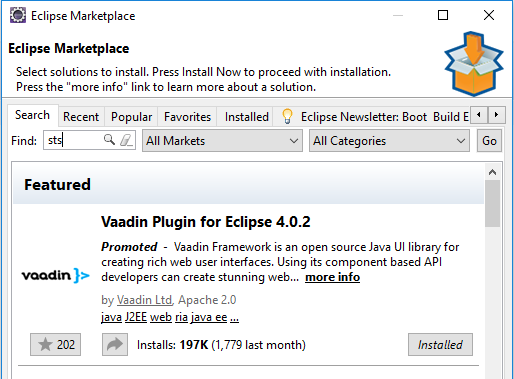 Eclipse Marketplace
Eclipse Marketplace
Select solutions to install. Press Install Now to proceed with installation.
Press the "more info" link to learn more about a solution.
Search Recent Popular Favorites Installed Eclipse Newsletter: Boot Build E
Find: sts All Markets All Categories Go
Featured
Vaadin Plugin for Eclipse 4.0.2
Promoted - Vaadin Framework is an open source Java UI library for
creating rich web user interfaces. Using its component based API
developers can create stunning web... more info
vaadin }>
by Vaadin Ltd, Apache 2.0
java J2EE web ria java ee ...
202 Installs: 197K (1,779 last month) Installed